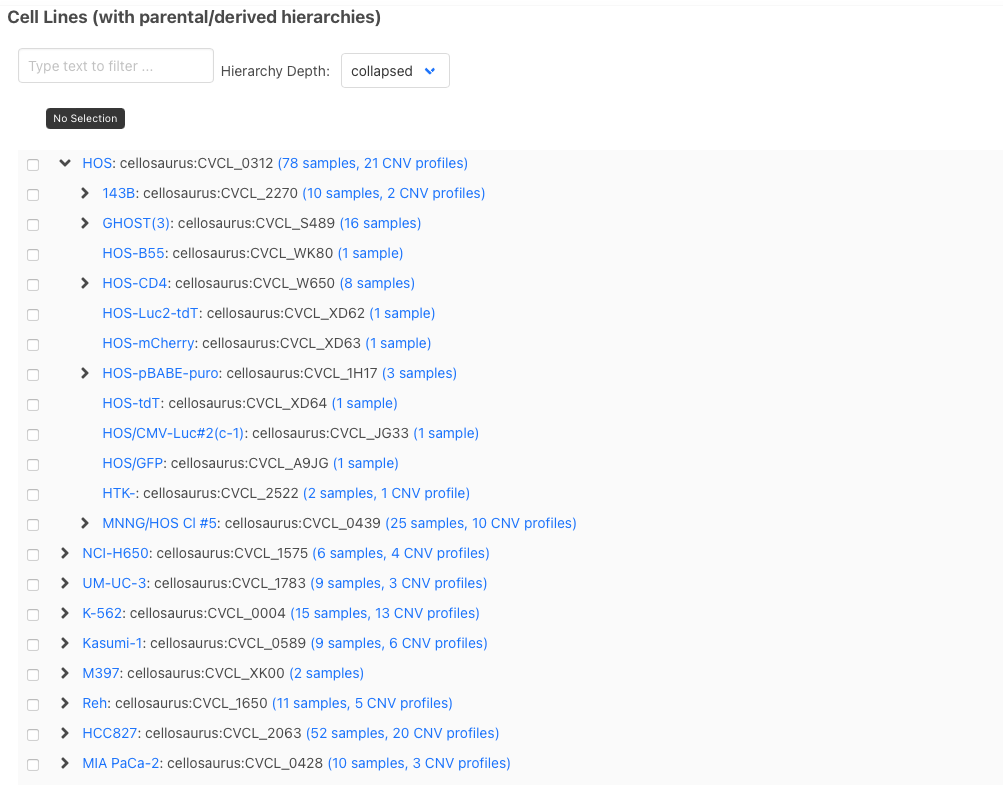 Cell Lines (with parental/derived hierarchies)
Type text to filter ...
Hierarchy Depth: collapsed
No Selection
HOS: cellosaurus:CVCL_0312 (78 samples, 21 CNV profiles)
143B: cellosaurus:CVCL_2270 (10 samples, 2 CNV profiles)
GHOST(3): cellosaurus:CVCL_S489 (16 samples)
HOS-B55: cellosaurus:CVCL_WK80 (1 sample)
HOS-CD4: cellosaurus:CVCL_W650 (8 samples)
HOS-Luc2-tdT: cellosaurus:CVCL_XD62 (1 sample)
HOS-mCherry: cellosaurus:CVCL_XD63 (1 sample)
HOS-pBABE-puro: cellosaurus:CVCL_1H17 (3 samples)
HOS-tdT: cellosaurus:CVCL_XD64 (1 sample)
HOS/CMV-Luc#2(c-1): cellosaurus:CVCL_JG33 (1 sample)
HOS/GFP: cellosaurus:CVCL_A9JG (1 sample)
HTK-: cellosaurus:CVCL_2522 (2 samples, 1 CNV profile)
MNNG/HOS Cl #5: cellosaurus:CVCL_0439 (25 samples, 10 CNV profiles)
NCI-H650: cellosaurus:CVCL_1575 (6 samples, 4 CNV profiles)
UM-UC-3: cellosaurus:CVCL_1783 (9 samples, 3 CNV profiles)
K-562: cellosaurus:CVCL_0004 (15 samples, 13 CNV profiles)
Kasumi-1: cellosaurus:CVCL_0589 (9 samples, 6 CNV profiles)
M397: cellosaurus:CVCL_XK00 (2 samples)
Reh: cellosaurus:CVCL_1650 (11 samples, 5 CNV profiles)
HCC827: cellosaurus:CVCL_2063 (52 samples, 20 CNV profiles)
MIA PaCa-2: cellosaurus:CVCL_0428 (10 samples, 3 CNV profiles)